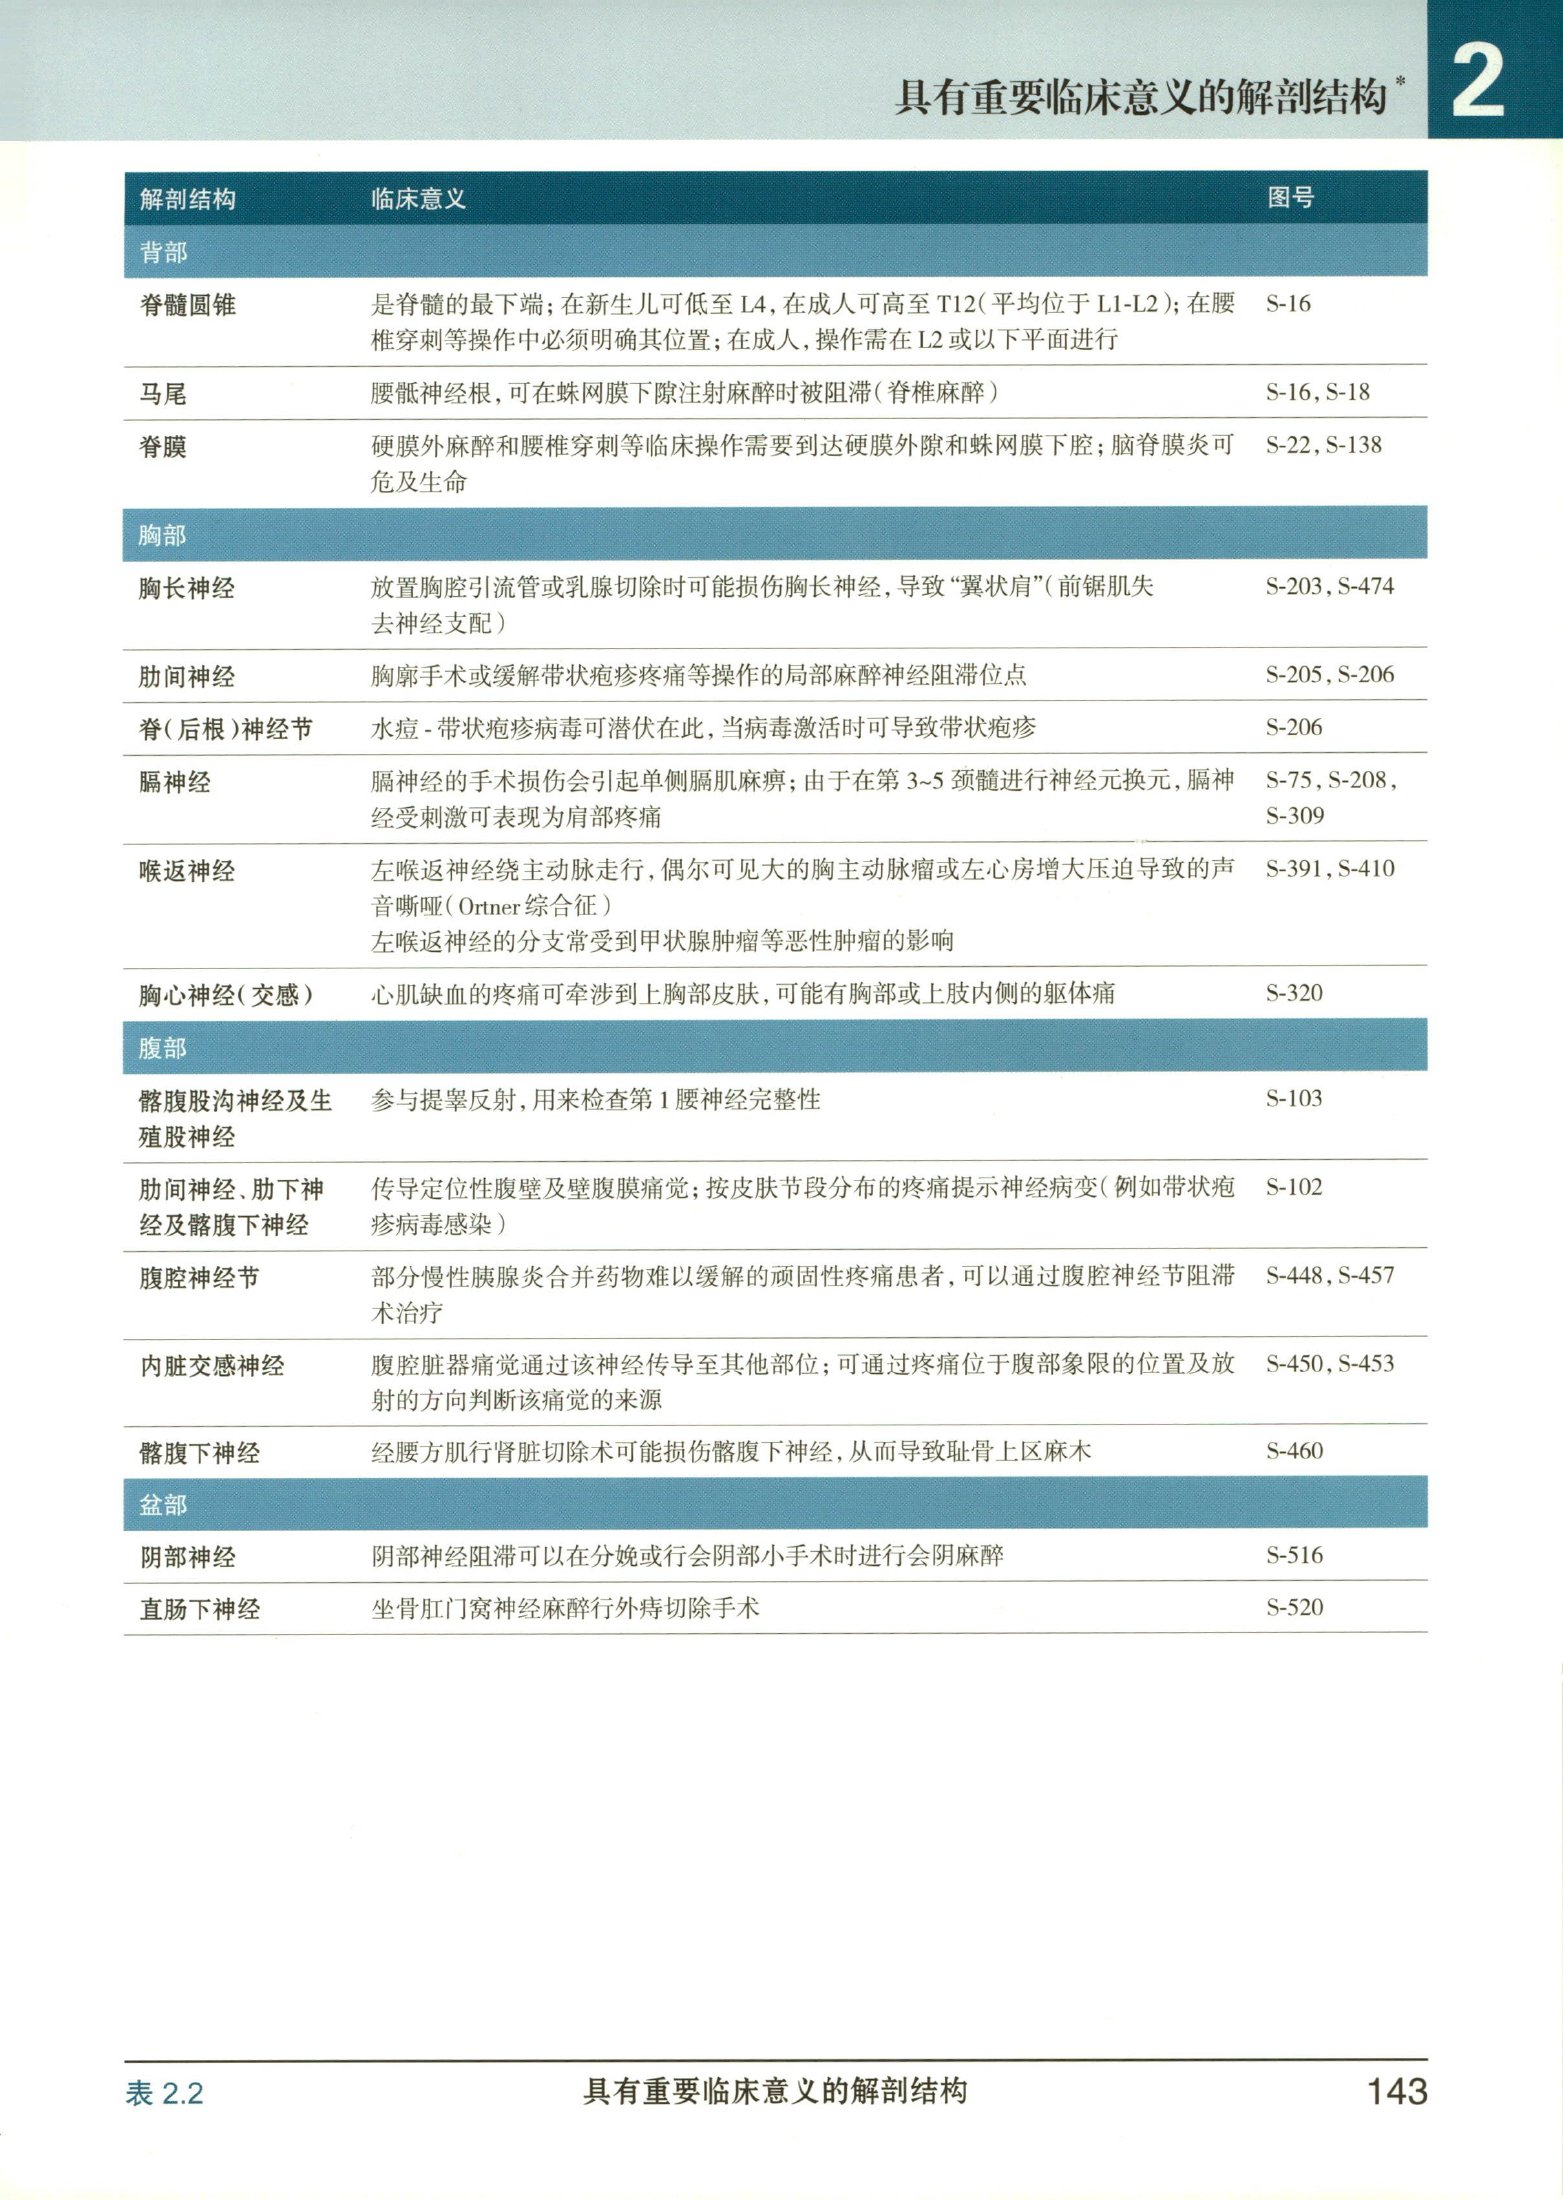 具有重要临床意义的解剖结构* 2
解剖结构 临床意义 图号
背部
脊髓圆锥 是脊髓的最下端；在新生儿可低至 L4，在成人可高至 T12（平均位于 L1-L2）；在腰 S-16
椎穿刺等操作中必须明确其位置；在成人，操作需在 L2 或以下平面进行
马尾 腰骶神经根，可在蛛网膜下隙注射麻醉时被阻滞（脊椎麻醉） S-16，S-18
脊膜 硬膜外麻醉和腰椎穿刺等临床操作需要到达硬膜外隙和蛛网膜下腔；脑脊膜炎可 S-22，S-138
危及生命
胸部
胸长神经 放置胸腔引流管或乳腺切除时可能损伤胸长神经，导致“翼状肩”（前锯肌失 S-203，S-474
去神经支配）
肋间神经 胸廓手术或缓解带状疱疹疼痛等操作的局部麻醉神经阻滞位点 S-205，S-206
脊（后根）神经节 水痘 - 带状疱疹病毒可潜伏在此，当病毒激活时可导致带状疱疹 S-206
膈神经 膈神经的手术损伤会引起单侧膈肌麻痹；由于在第 3~5 颈髓进行神经元换元，膈神 S-75，S-208，
经受刺激可表现为肩部疼痛 S-309
喉返神经 左喉返神经绕主动脉走行，偶尔可见大的胸主动脉瘤或左心房增大压迫导致的声 S-391，S-410
音嘶哑（Ortner 综合征）
左喉返神经的分支常受到甲状腺肿瘤等恶性肿瘤的影响
胸心神经（交感） 心肌缺血的疼痛可牵涉到上胸部皮肤，可能有胸部或上肢内侧的躯体痛 S-320
腹部
髂腹股沟神经及生 参与提睾反射，用来检查第 1 腰神经完整性 S-103
殖股神经
肋间神经、肋下神 传导定位性腹壁及壁腹膜痛觉；按皮肤节段分布的疼痛提示神经病变（例如带状疱 S-102
经及髂腹下神经 疹病毒感染）
腹腔神经节 部分慢性胰腺炎合并药物难以缓解的顽固性疼痛患者，可以通过腹腔神经节阻滞 S-448，S-457
术治疗
内脏交感神经 腹腔脏器痛觉通过该神经传导至其他部位；可通过疼痛位于腹部象限的位置及放 S-450，S-453
射的方向判断该痛觉的来源
髂腹下神经 经腰方肌行肾脏切除术可能损伤髂腹下神经，从而导致耻骨上区麻木 S-460
盆部
阴部神经 阴部神经阻滞可以在分娩或行会阴部小手术时进行会阴麻醉 S-516
直肠下神经 坐骨肛门窝神经麻醉行外痔切除手术 S-520
表 2.2 具有重要临床意义的解剖结构 143